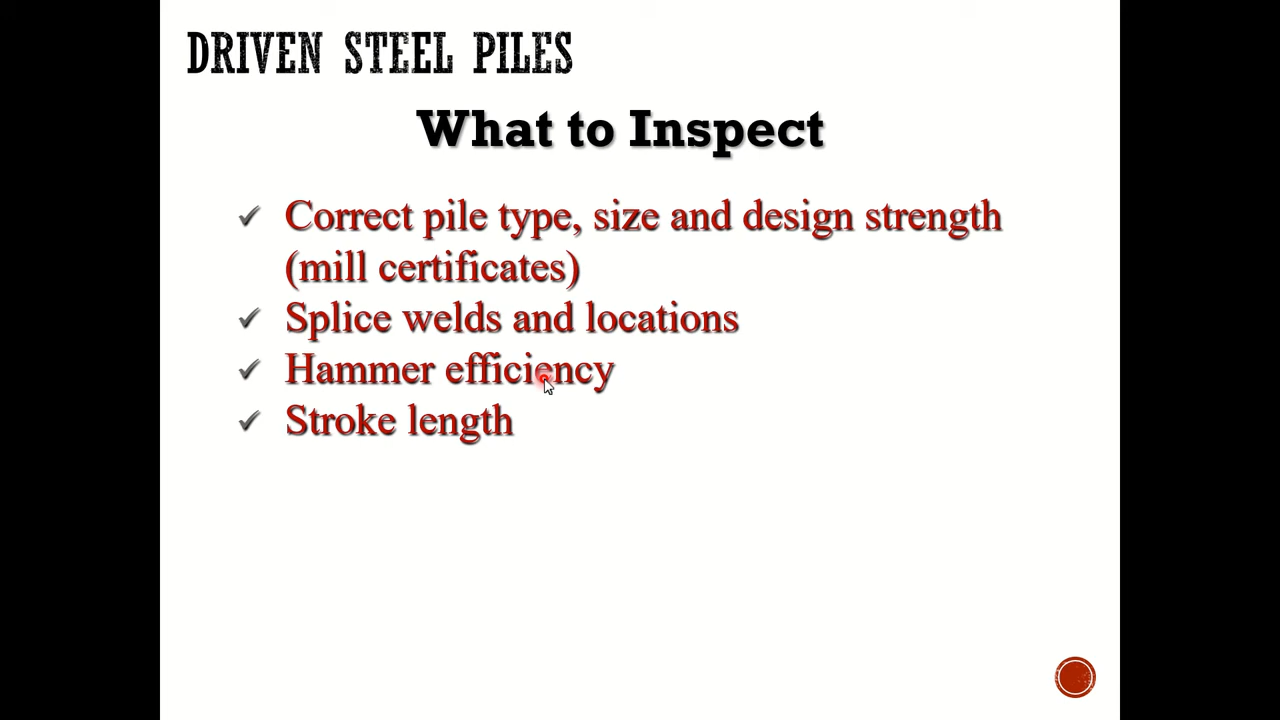 DRIVEN STEEL PILES
What to Inspect
✓ Correct pile type, size and design strength
(mill certificates)
✓ Splice welds and locations
✓ Hammer efficiency
✓ Stroke length